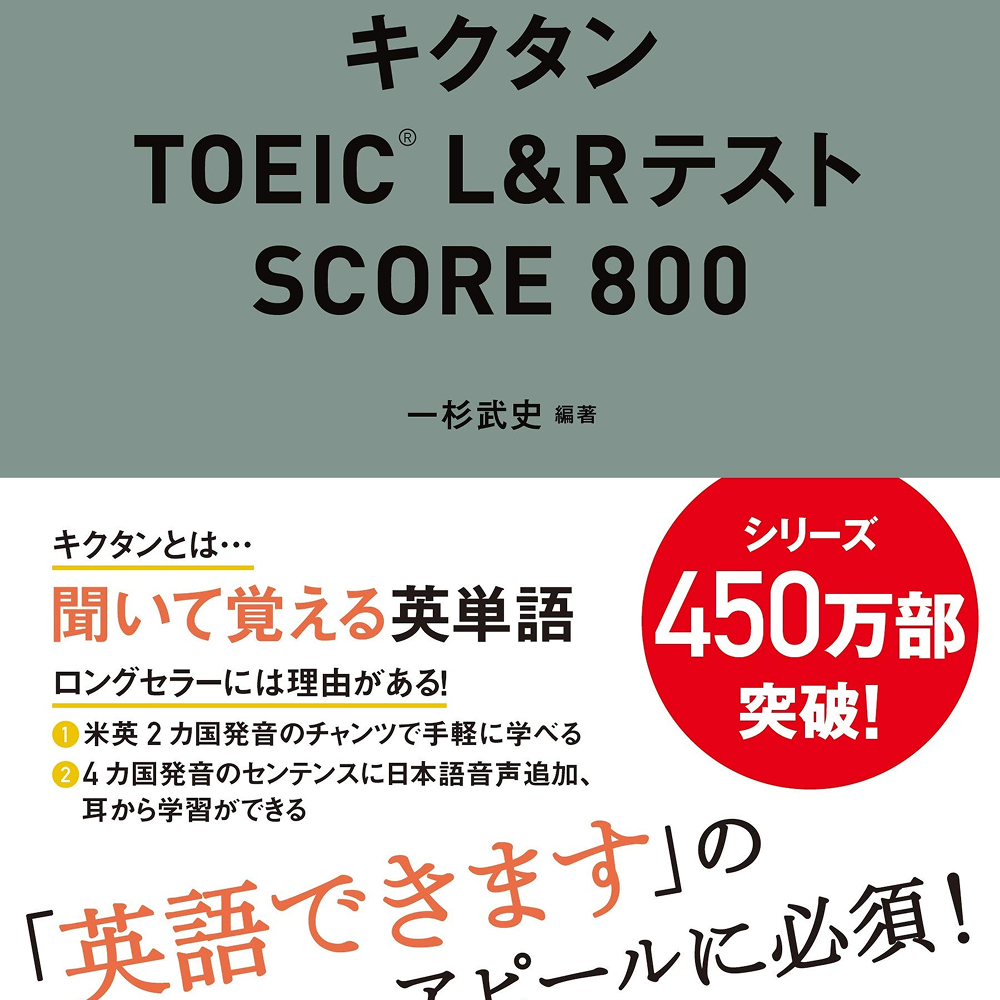 キクタン
TOEIC® L&Rテスト
SCORE 800
一杉武史 編著
キクタンとは…
聞いて覚える英単語
ロングセラーには理由がある!
1 米英2カ国発音のチャンツで手軽に学べる
2 4カ国発音のセンテンスに日本語音声追加、
耳から学習ができる
シリーズ
450万部
突破!
「英語できます」の
アピールに必須!